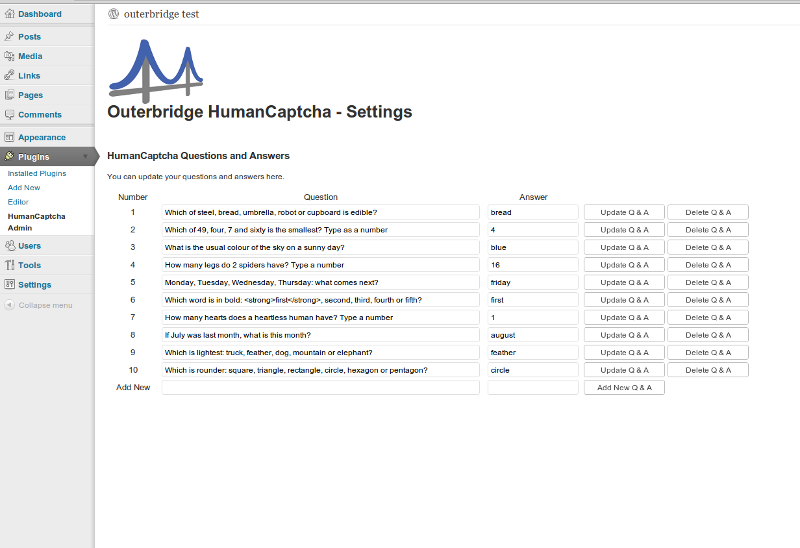 Dashboard
outerbridge test
Posts
Media
Links
Pages
Comments
Appearance
Plugins
Installed Plugins
Add New
Editor
HumanCaptcha
Admin
Users
Tools
Settings
Collapse menu
Outerbridge HumanCaptcha - Settings
HumanCaptcha Questions and Answers
You can update your questions and answers here.
Number Question Answer
1 Which of steel, bread, umbrella, robot or cupboard is edible? bread Update Q & A Delete Q & A
2 Which of 49, four, 7 and sixty is the smallest? Type as a number 4 Update Q & A Delete Q & A
3 What is the usual colour of the sky on a sunny day? blue Update Q & A Delete Q & A
4 How many legs do 2 spiders have? Type a number 16 Update Q & A Delete Q & A
5 Monday, Tuesday, Wednesday, Thursday: what comes next? friday Update Q & A Delete Q & A
6 Which word is in bold: <strong>first</strong>, second, third, fourth or fifth? first Update Q & A Delete Q & A
7 How many hearts does a heartless human have? Type a number 1 Update Q & A Delete Q & A
8 If July was last month, what is this month? august Update Q & A Delete Q & A
9 Which is lightest: truck, feather, dog, mountain or elephant? feather Update Q & A Delete Q & A
10 Which is rounder: square, triangle, rectangle, circle, hexagon or pentagon? circle Update Q & A Delete Q & A
Add New Add New Q & A